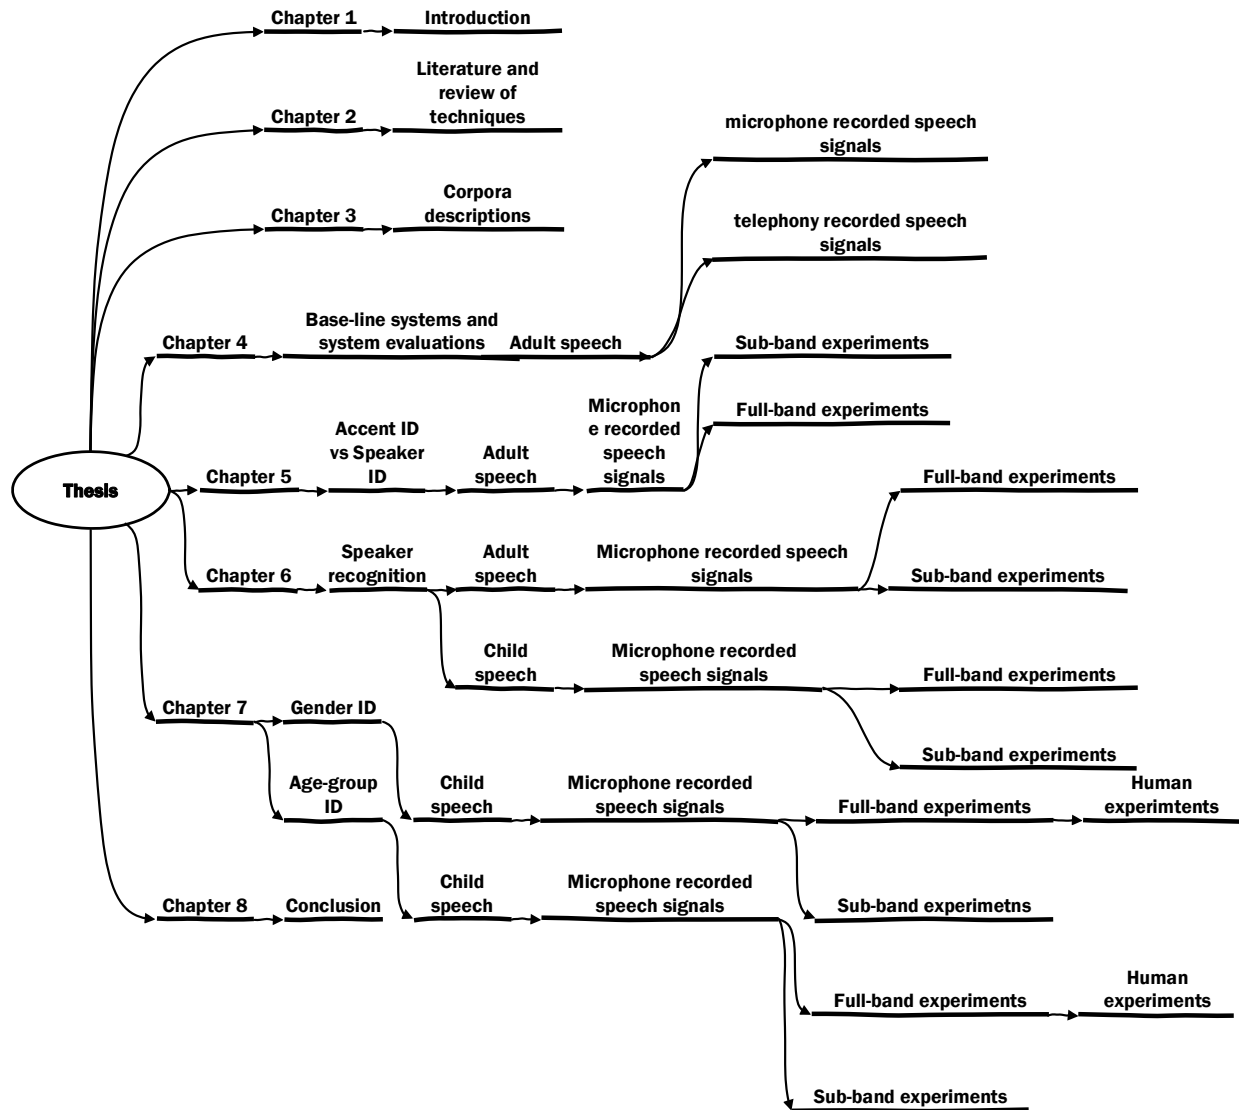 Chapter 1
Introduction
Literature and
review of
techniques
Chapter 2
microphone recorded speech
signals
Corpora
descriptions
Chapter 3
telephony recorded speech
signals
Base-line systems and
system evaluations
Chapter 4
Adult speech
Sub-band experiments
Full-band experiments
Thesis
Chapter 5
Accent ID
vs Speaker
ID
Adult
speech
Microphon
e recorded
speech
signals
Full-band experiments
Chapter 6
Speaker
recognition
Adult
speech
Microphone recorded speech
signals
Sub-band experiments
Child
speech
Microphone recorded
speech signals
Full-band experiments
Sub-band experiments
Chapter 7
Gender ID
Age-group
ID
Child
speech
Microphone recorded
speech signals
Full-band experiments
Human
experimtents
Sub-band experimetns
Chapter 8
Conclusion
Child
speech
Microphone recorded
speech signals
Full-band experiments
Human
experiments
Sub-band experiments